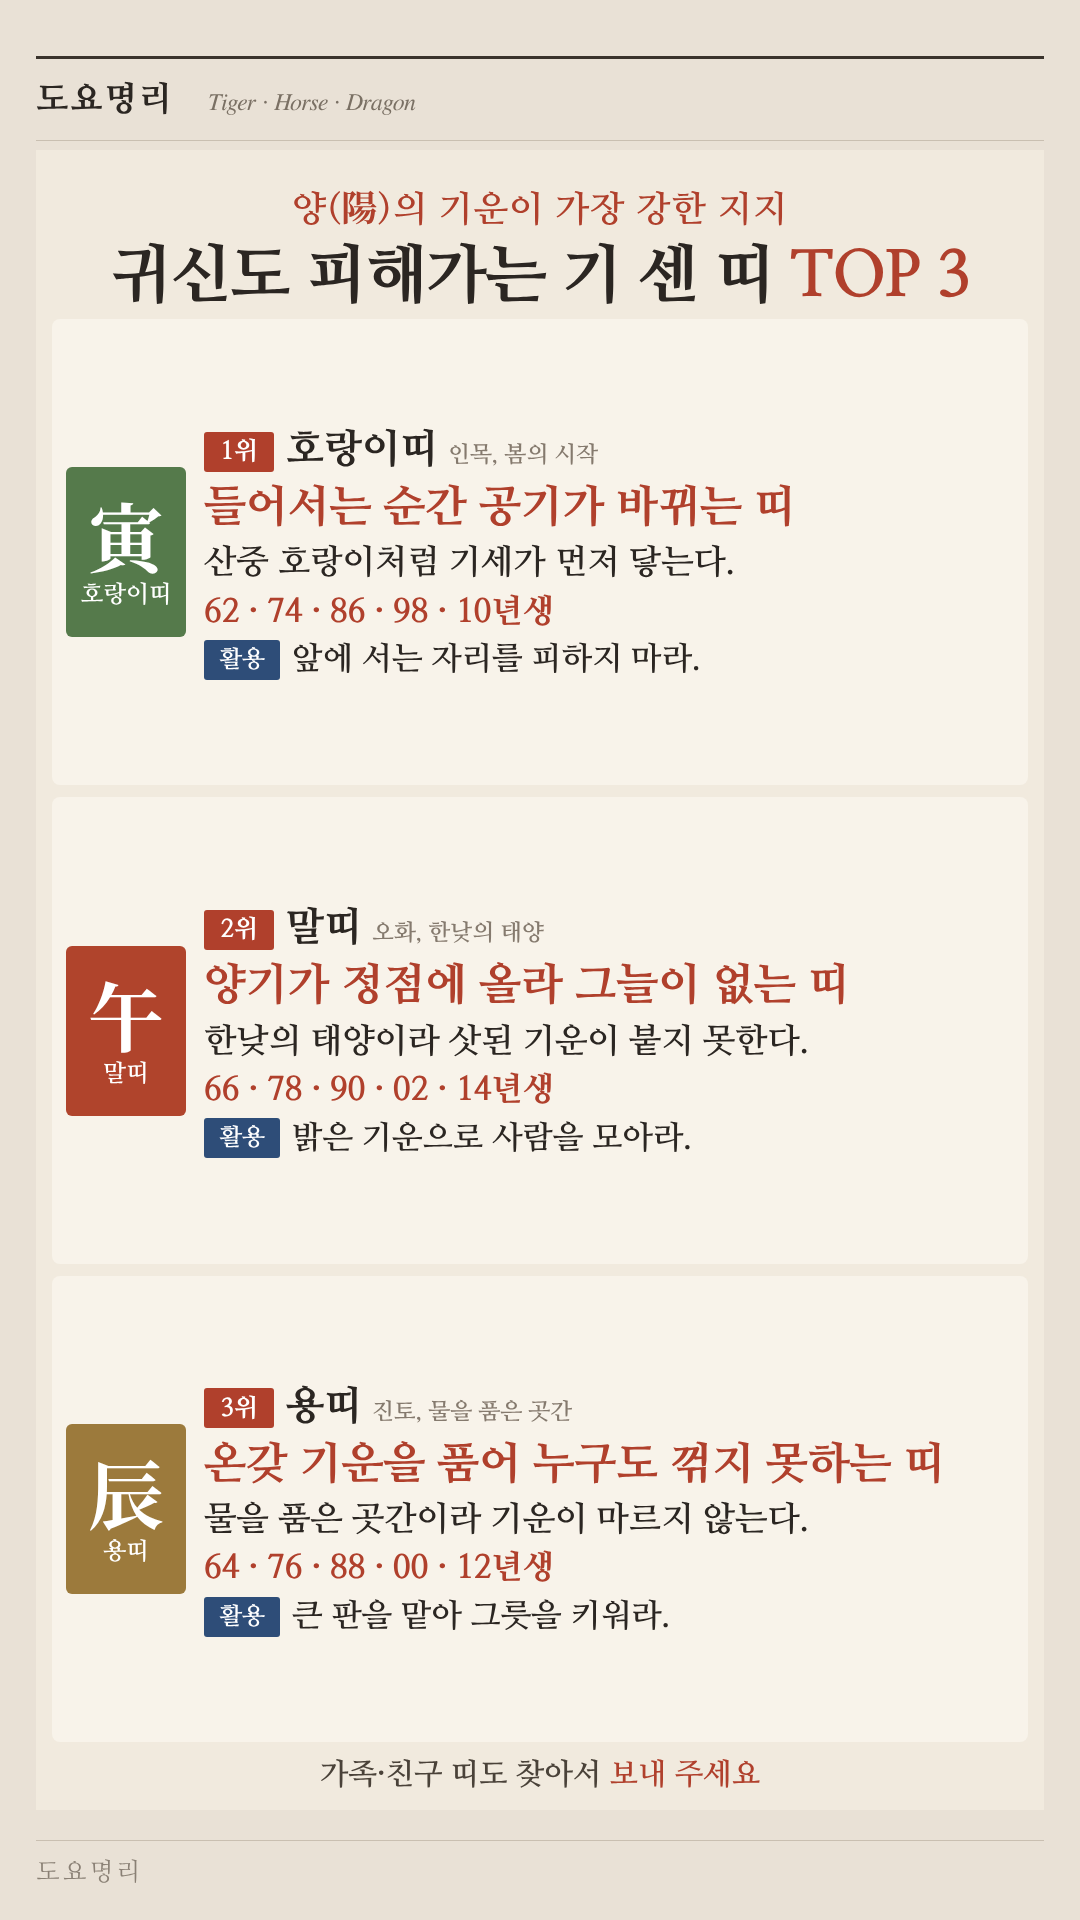 도요명리 Tiger · Horse · Dragon
양(陽)의 기운이 가장 강한 지지
귀신도 피해가는 기 센 띠 TOP 3
寅
호랑이띠
1위 호랑이띠 인목, 봄의 시작
들어서는 순간 공기가 바뀌는 띠
산중 호랑이처럼 기세가 먼저 닿는다.
62 · 74 · 86 · 98 · 10년생
활용 앞에 서는 자리를 피하지 마라.
午
말띠
2위 말띠 오화, 한낮의 태양
양기가 정점에 올라 그늘이 없는 띠
한낮의 태양이라 삿된 기운이 붙지 못한다.
66 · 78 · 90 · 02 · 14년생
활용 밝은 기운으로 사람을 모아라.
辰
용띠
3위 용띠 진토, 물을 품은 곳간
온갖 기운을 품어 누구도 꺾지 못하는 띠
물을 품은 곳간이라 기운이 마르지 않는다.
64 · 76 · 88 · 00 · 12년생
활용 큰 판을 맡아 그릇을 키워라.
가족·친구 띠도 찾아서 보내 주세요
도요명리